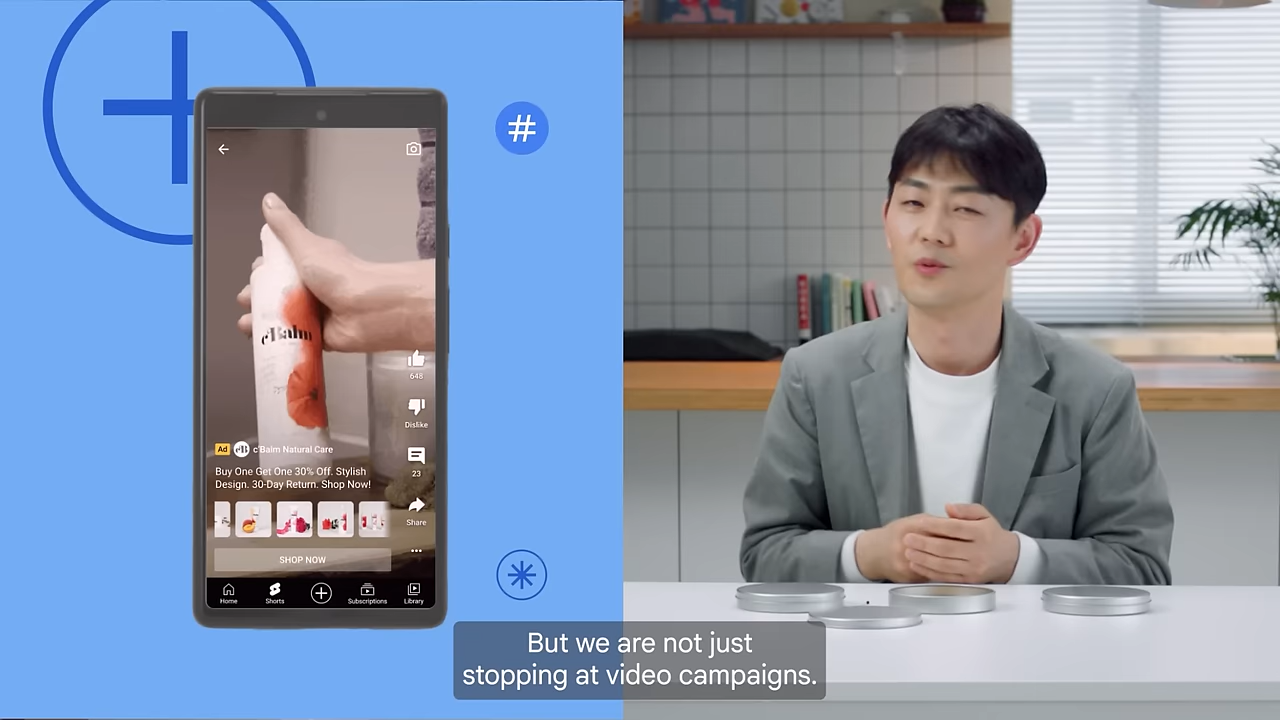 #
c'Balm
648
Dislike
23
Share
Ad
c'B
c'Balm Natural Care
Buy One Get One 30% Off. Stylish
Design. 30-Day Return. Shop Now!
SHOP NOW
Home
Shorts
Subscriptions
Library
But we are not just
stopping at video campaigns.